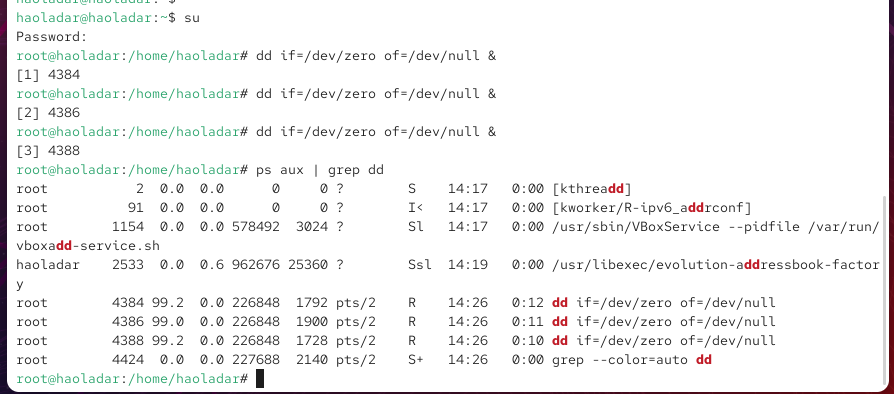 haoladar@haoladar:~$
haoladar@haoladar:~$ su
Password:
root@haoladar:/home/haoladar# dd if=/dev/zero of=/dev/null &
[1] 4384
root@haoladar:/home/haoladar# dd if=/dev/zero of=/dev/null &
[2] 4386
root@haoladar:/home/haoladar# dd if=/dev/zero of=/dev/null &
[3] 4388
root@haoladar:/home/haoladar# ps aux | grep dd
root           2  0.0  0.0      0     0 ?        S    14:17   0:00 [kthreadd]
root          91  0.0  0.0      0     0 ?        I<   14:17   0:00 [kworker/R-ipv6_addrconf]
root        1154  0.0  0.0 578492  3024 ?        Sl   14:17   0:00 /usr/sbin/VBoxService --pidfile /var/run/
vboxadd-service.sh
haoladar    2533  0.0  0.6 962676 25360 ?        Ssl  14:19   0:00 /usr/libexec/evolution-addressbook-factor
y
root        4384 99.2  0.0 226848  1792 pts/2    R    14:26   0:12 dd if=/dev/zero of=/dev/null
root        4386 99.0  0.0 226848  1900 pts/2    R    14:26   0:11 dd if=/dev/zero of=/dev/null
root        4388 99.2  0.0 226848  1728 pts/2    R    14:26   0:10 dd if=/dev/zero of=/dev/null
root        4424  0.0  0.0 227688  2140 pts/2    S+   14:26   0:00 grep --color=auto dd
root@haoladar:/home/haoladar#